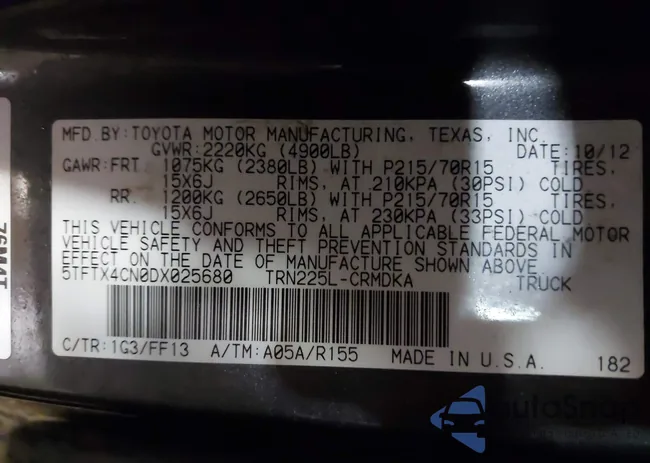 MFD.BY:TOYOTA MOTOR MANUFACTURING, TEXAS, INC.
GVWR:2220KG (4900LB) DATE:10/12
GAWR:FRT. 1075KG (2380LB) WITH P215/70R15 TIRES,
15X6J RIMS, AT 210KPA (30PSI) COLD
RR. 1200KG (2650LB) WITH P215/70R15 TIRES,
15X6J RIMS, AT 230KPA (33PSI) COLD
THIS VEHICLE CONFORMS TO ALL APPLICABLE FEDERAL MOTOR
VEHICLE SAFETY AND THEFT PREVENTION STANDARDS IN
EFFECT ON THE DATE OF MANUFACTURE SHOWN ABOVE.
5TFTX4CN0DX025680 TRN225L-CRMDKA TRUCK
C/TR:1G3/FF13 A/TM:A05A/R155 MADE IN U.S.A. 182